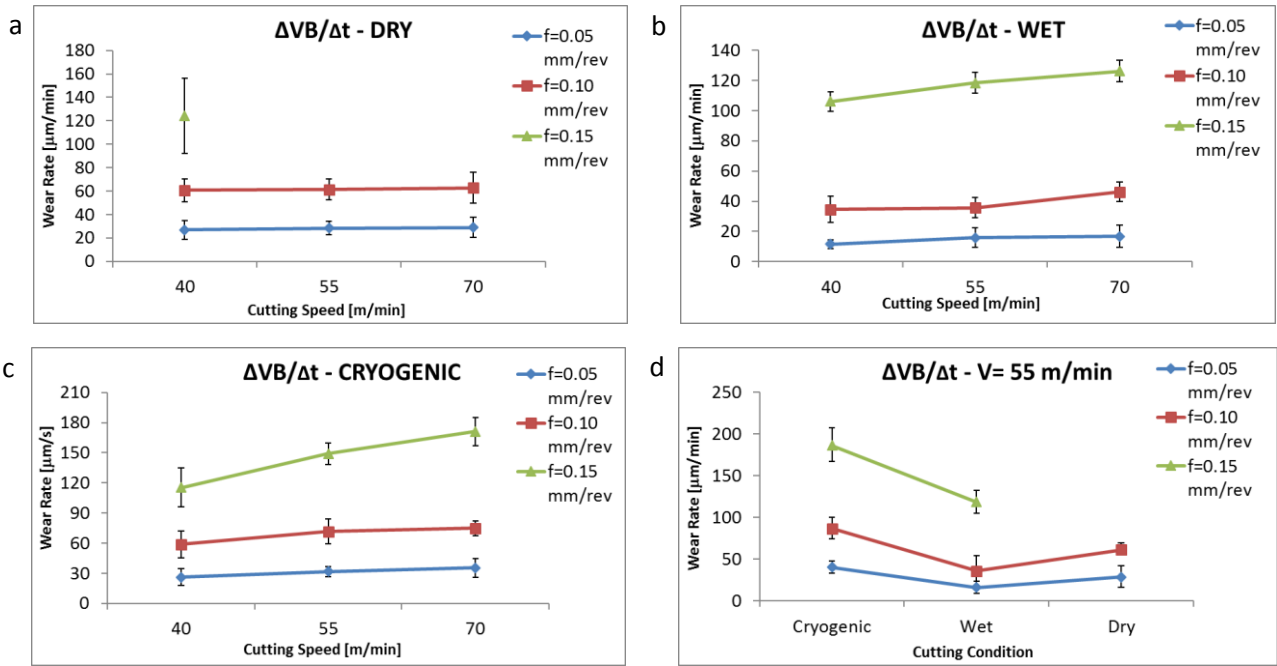 a
ΔVB/Δt - DRY
Wear Rate [µm/min]
180
160
140
120
100
80
60
40
20
0
40
55
70
Cutting Speed [m/min]
f=0.05
mm/rev
f=0.10
mm/rev
f=0.15
mm/rev
b
ΔVB/Δt - WET
Wear Rate [µm/min]
140
120
100
80
60
40
20
0
40
55
70
Cutting Speed [m/min]
f=0.05
mm/rev
f=0.10
mm/rev
f=0.15
mm/rev
c
ΔVB/Δt - CRYOGENIC
Wear Rate [µm/s]
210
180
150
120
90
60
30
0
40
55
70
Cutting Speed [m/min]
f=0.05
mm/rev
f=0.10
mm/rev
f=0.15
mm/rev
d
ΔVB/Δt - V= 55 m/min
Wear Rate [µm/min]
250
200
150
100
50
0
Cryogenic
Wet
Dry
Cutting Condition
f=0.05
mm/rev
f=0.10
mm/rev
f=0.15
mm/rev